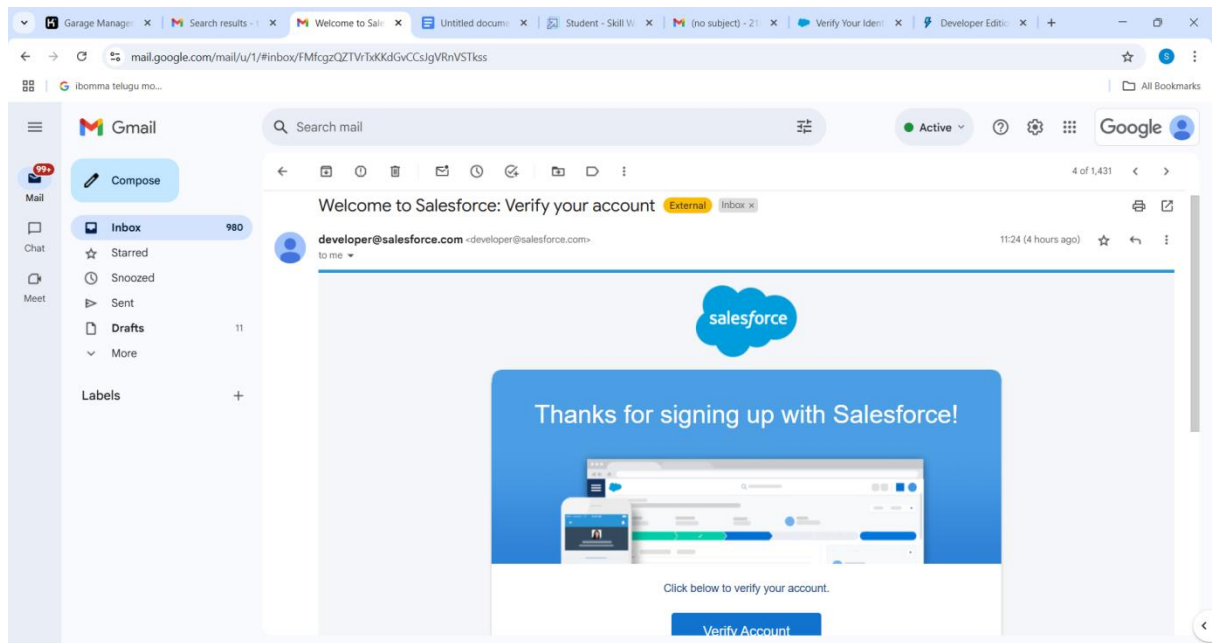 Garage Manager
Search results -
Welcome to Sale
Untitled docume
Student - Skill W
(no subject) - 21
Verify Your Ident
Developer Editio
mail.google.com/mail/u/1/#inbox/FMfcgzQZTVrTxKKdGvCCsJgVRnVSTkss
S
ibomma telugu mo...
All Bookmarks
Gmail
Search mail
Active
Google
99+
Mail
Compose
4 of 1,431
Welcome to Salesforce: Verify your account External Inbox x
Inbox 980
Chat
Starred
developer@salesforce.com <developer@salesforce.com>
11:24 (4 hours ago)
to me
Snoozed
Meet
Sent
Drafts 11
More
Labels +
salesforce
Thanks for signing up with Salesforce!
Click below to verify your account.
Verify Account